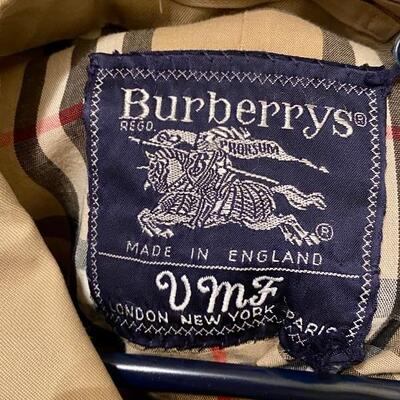 Burberrys®
REGD
PRORSUM
B
®
MADE IN ENGLAND
VMF
LONDON NEW YORK PARIS